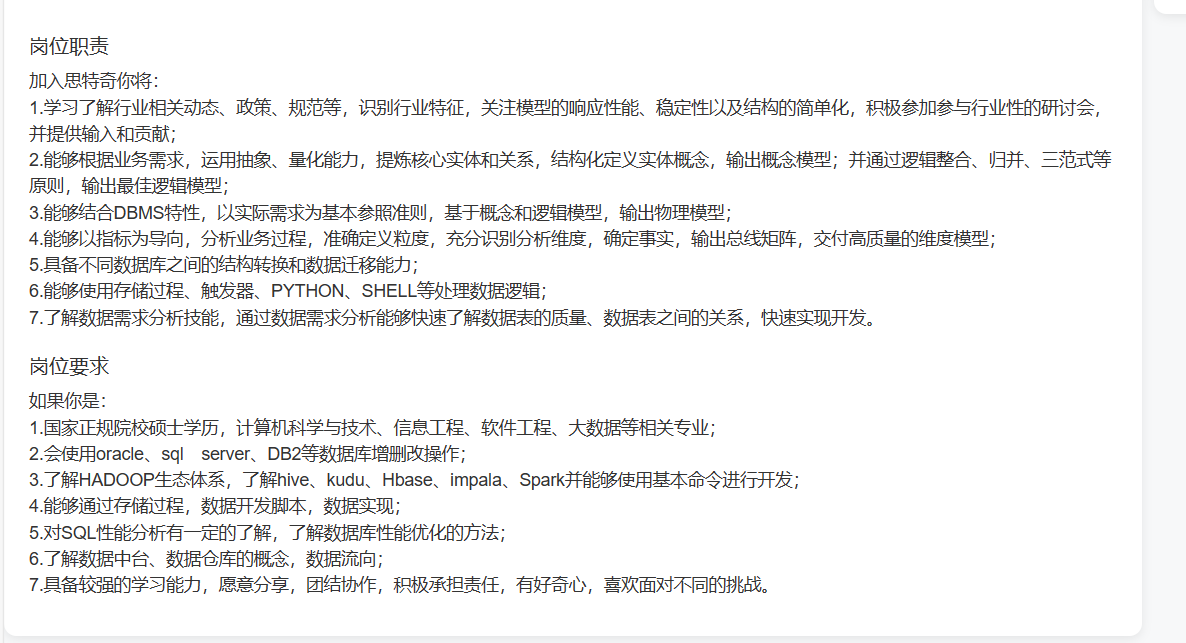 岗位职责
加入思特奇你将：
1.学习了解行业相关动态、政策、规范等，识别行业特征，关注模型的响应性能、稳定性以及结构的简单化，积极参加参与行业性的研讨会，
并提供输入和贡献；
2.能够根据业务需求，运用抽象、量化能力，提炼核心实体和关系，结构化定义实体概念，输出概念模型；并通过逻辑整合、归并、三范式等
原则，输出最佳逻辑模型；
3.能够结合DBMS特性，以实际需求为基本参照准则，基于概念和逻辑模型，输出物理模型；
4.能够以指标为导向，分析业务过程，准确定义粒度，充分识别分析维度，确定事实，输出总线矩阵，交付高质量的维度模型；
5.具备不同数据库之间的结构转换和数据迁移能力；
6.能够使用存储过程、触发器、PYTHON、SHELL等处理数据逻辑；
7.了解数据需求分析技能，通过数据需求分析能够快速了解数据表的质量、数据表之间的关系，快速实现开发。
岗位要求
如果你是：
1.国家正规院校硕士学历，计算机科学与技术、信息工程、软件工程、大数据等相关专业；
2.会使用oracle、sql server、DB2等数据库增删改操作；
3.了解HADOOP生态体系，了解hive、kudu、Hbase、impala、Spark并能够使用基本命令进行开发；
4.能够通过存储过程，数据开发脚本，数据实现；
5.对SQL性能分析有一定的了解，了解数据库性能优化的方法；
6.了解数据中台、数据仓库的概念，数据流向；
7.具备较强的学习能力，愿意分享，团结协作，积极承担责任，有好奇心，喜欢面对不同的挑战。